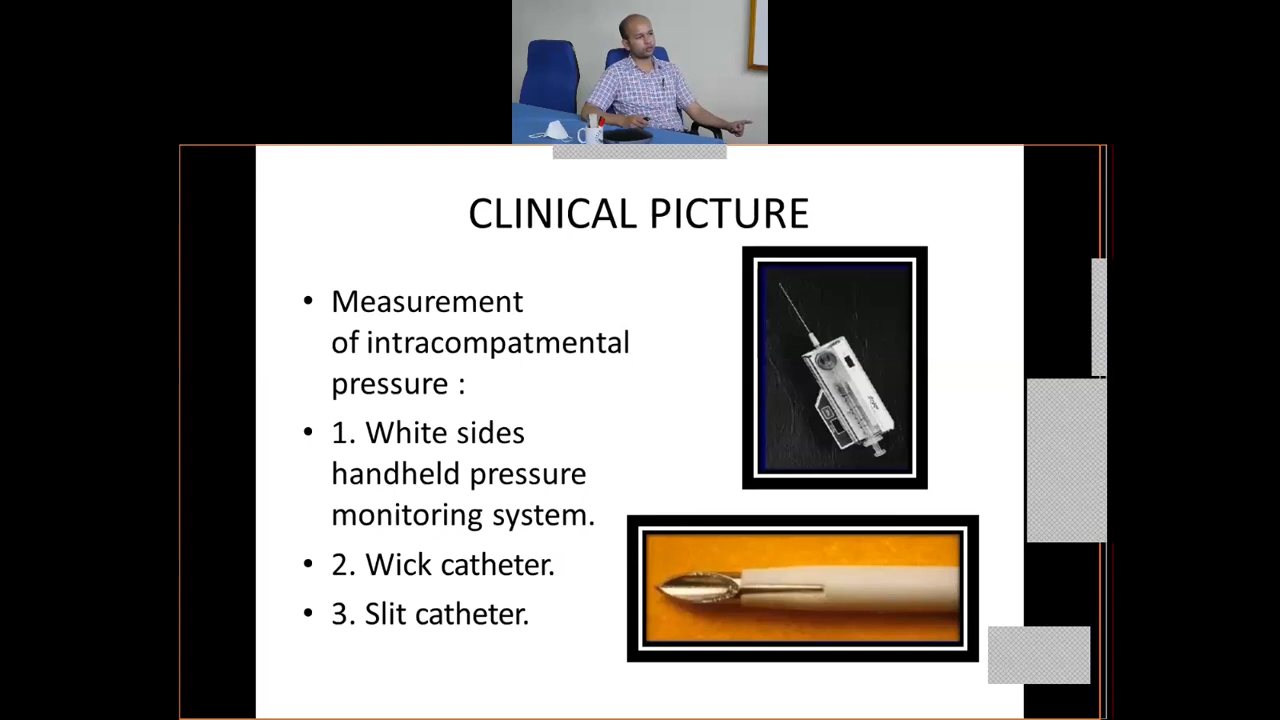 CLINICAL PICTURE
• Measurement
of intracompatmental
pressure :
• 1. White sides
handheld pressure
monitoring system.
• 2. Wick catheter.
• 3. Slit catheter.